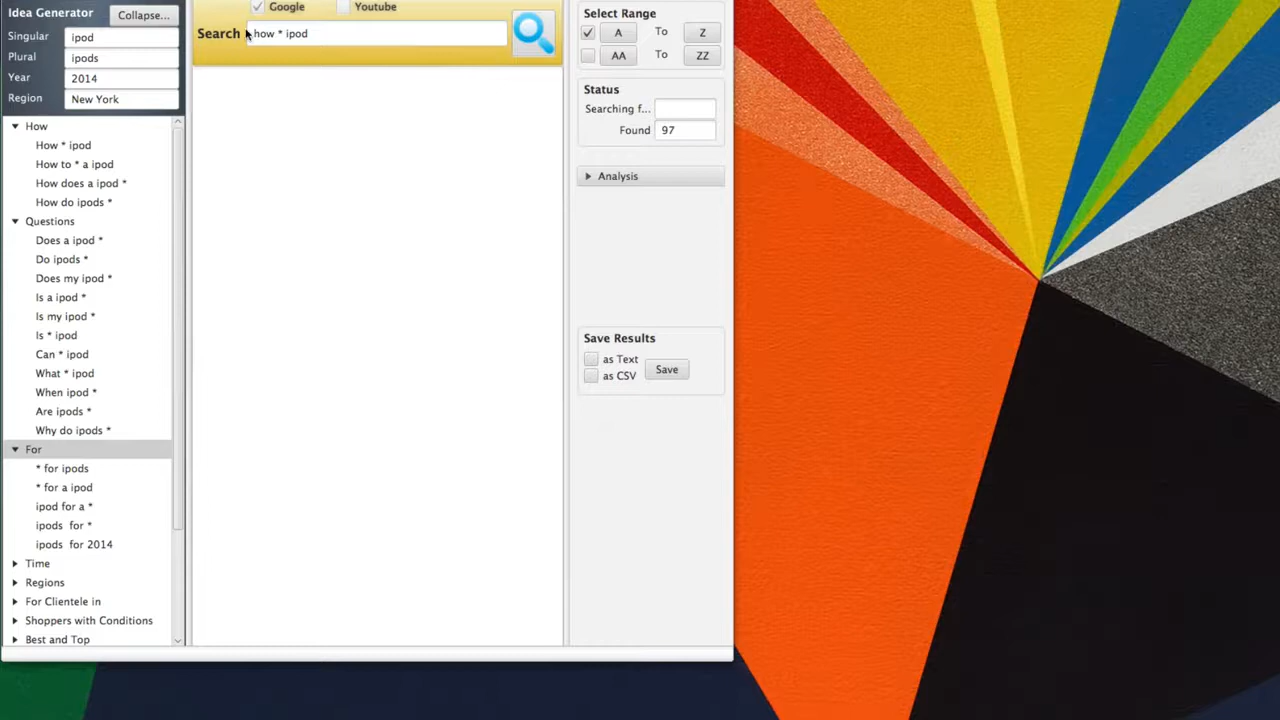 Idea Generator
Collapse...
Singular ipod
Plural ipods
Year 2014
Region New York
How
How * ipod
How to * a ipod
How does a ipod *
How do ipods *
Questions
Does a ipod *
Do ipods *
Does my ipod *
Is a ipod *
Is my ipod *
Is * ipod
Can * ipod
What * ipod
When ipod *
Are ipods *
Why do ipods *
For
* for ipods
* for a ipod
ipod for a *
ipods for *
ipods for 2014
Time
Regions
For Clientele in
Shoppers with Conditions
Best and Top
Google Youtube
Search how * ipod
Select Range
A To Z
AA To ZZ
Status
Searching f...
Found 97
Analysis
Save Results
as Text
as CSV
Save